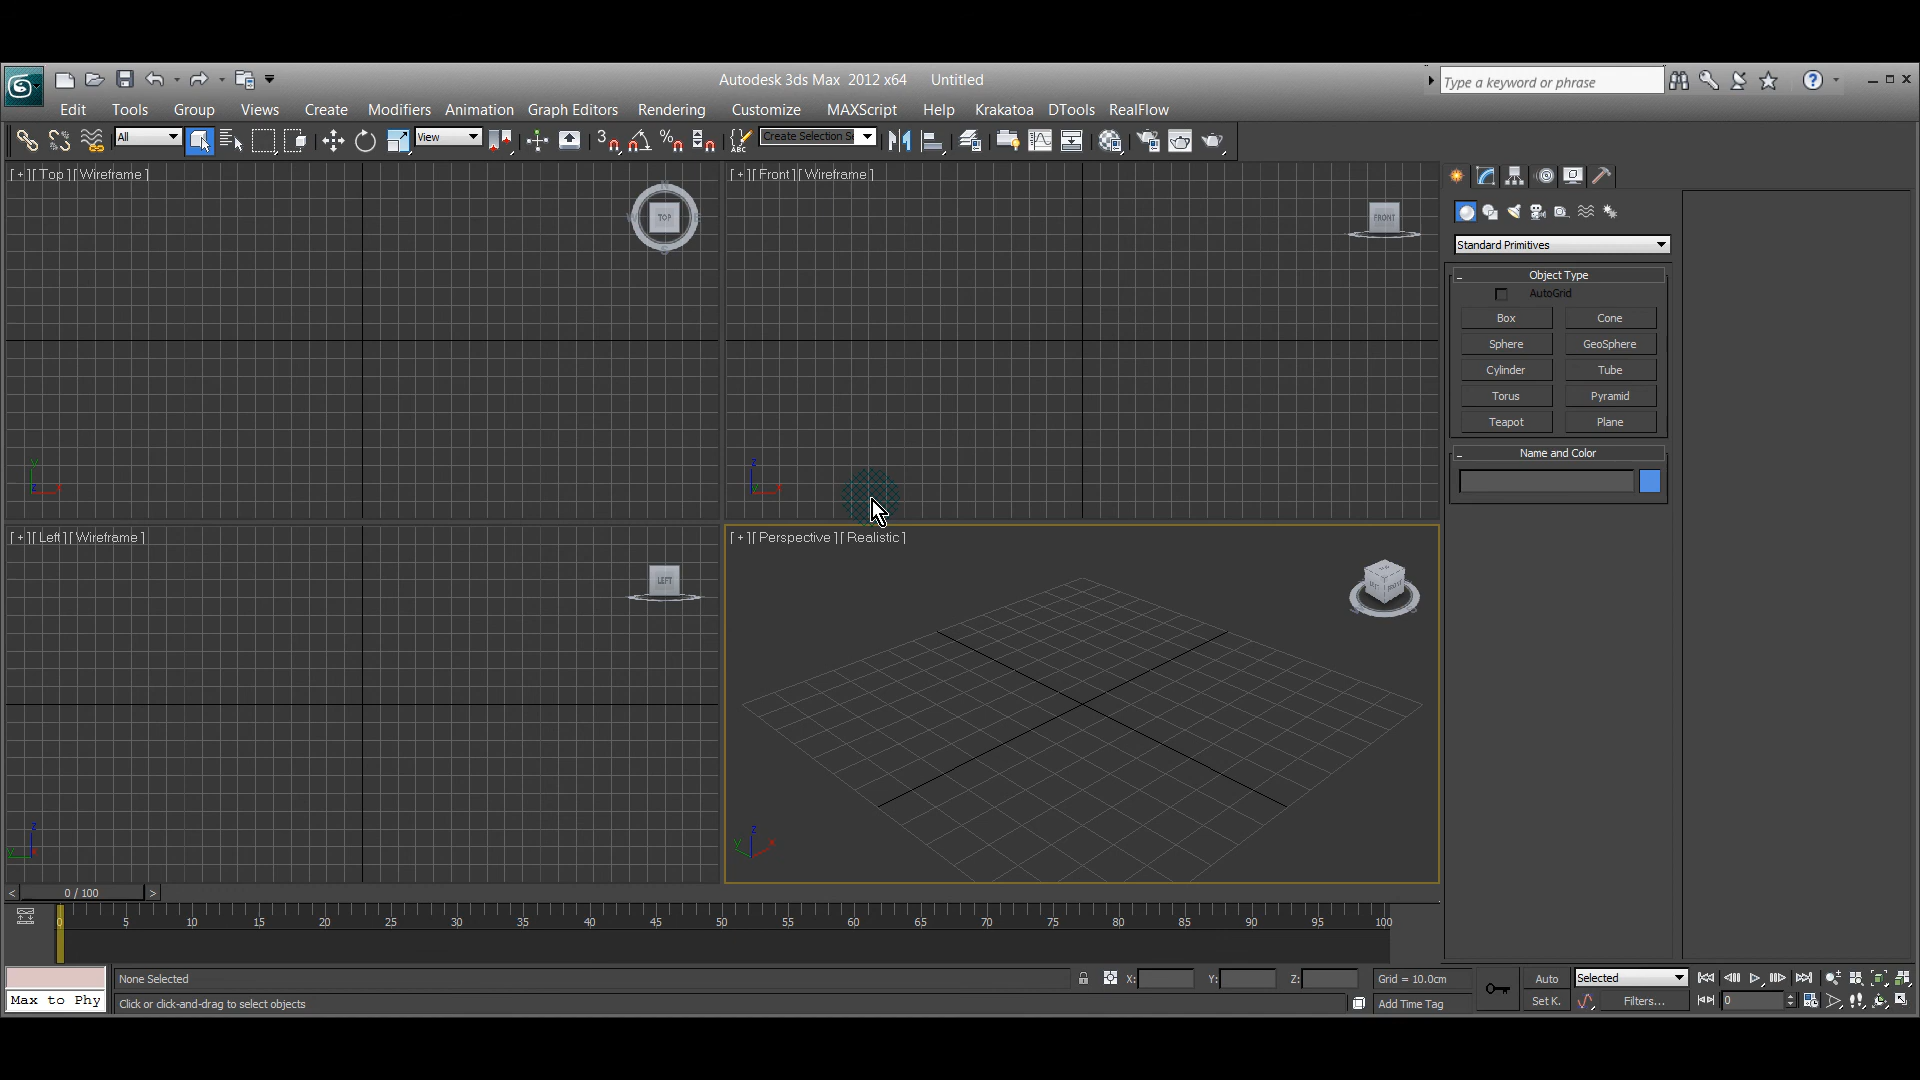 Autodesk 3ds Max 2012 x64 Untitled
Type a keyword or phrase
Edit Tools Group Views Create Modifiers Animation Graph Editors Rendering Customize MAXScript Help Krakatoa DTools RealFlow
All View 3 % ABC Create Selection Se
[ + ][ Top ][ Wireframe ]
TOP
[ + ][ Front ][ Wireframe ]
FRONT
Standard Primitives
Object Type
AutoGrid
Box Cone
Sphere GeoSphere
Cylinder Tube
Torus Pyramid
Teapot Plane
Name and Color
y z x
z y x
[ + ][ Left ][ Wireframe ]
LEFT
[ + ][ Perspective ][ Realistic ]
z y x
z y x
< 0 / 100 >
0 5 10 15 20 25 30 35 40 45 50 55 60 65 70 75 80 85 90 95 100
None Selected X: Y: Z: Grid = 10.0cm Auto Selected
Max to Phy Click or click-and-drag to select objects Add Time Tag Set K. Filters... 0